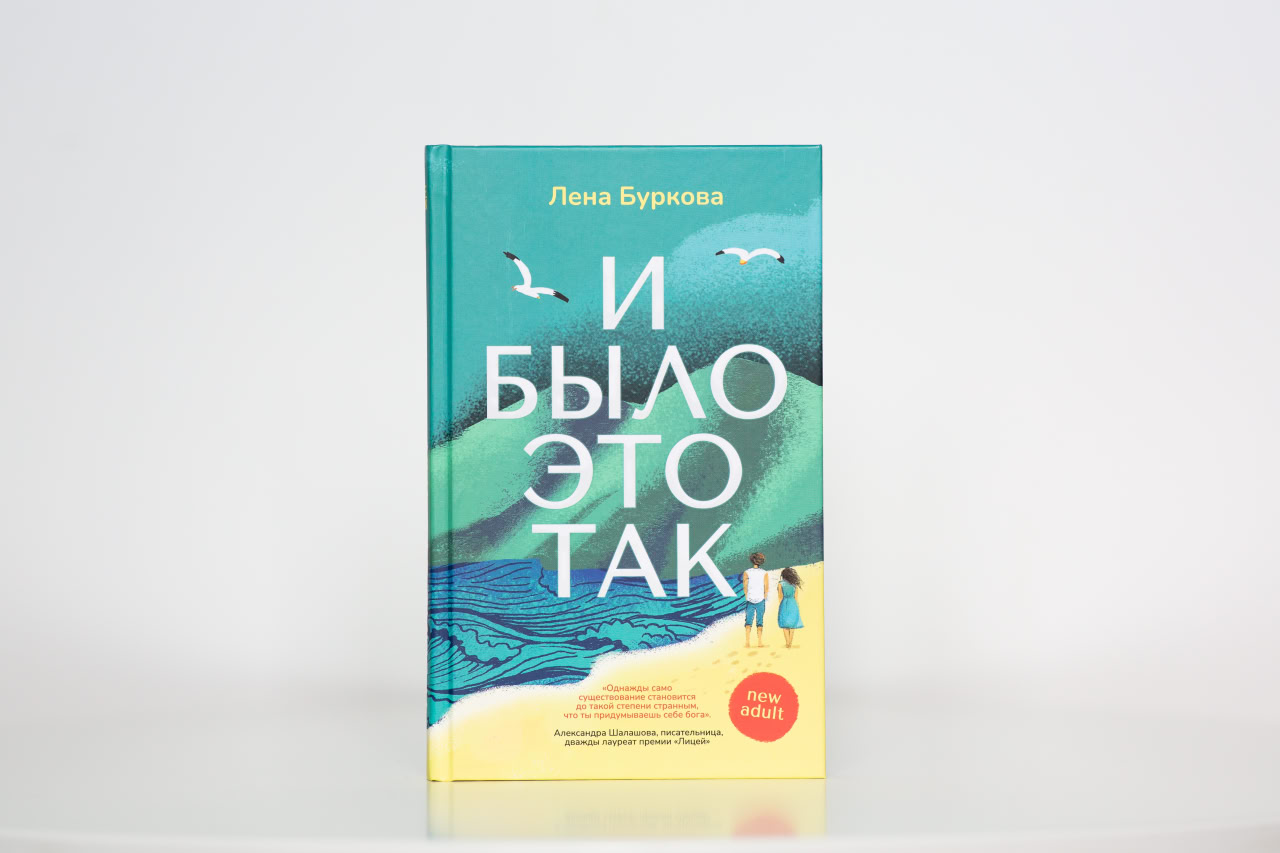 Лена Буркова
И
БЫЛО
ЭТО
ТАК
«Однажды само
существование становится
до такой степени странным,
что ты придумываешь себе бога».
Александра Шалашова, писательница,
дважды лауреат премии «Лицей»
new
adult